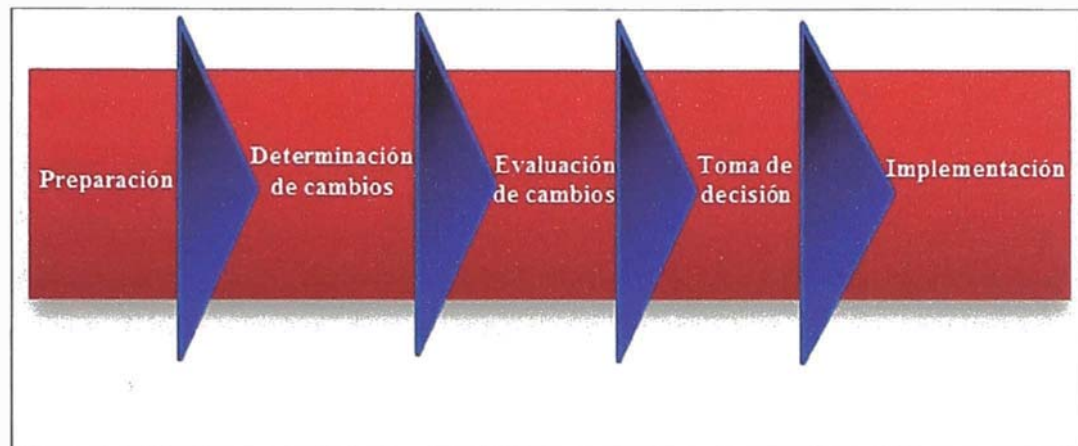 Preparación
Determinación
de cambios
Evaluación
de cambios
Toma de
decisión
Implementación